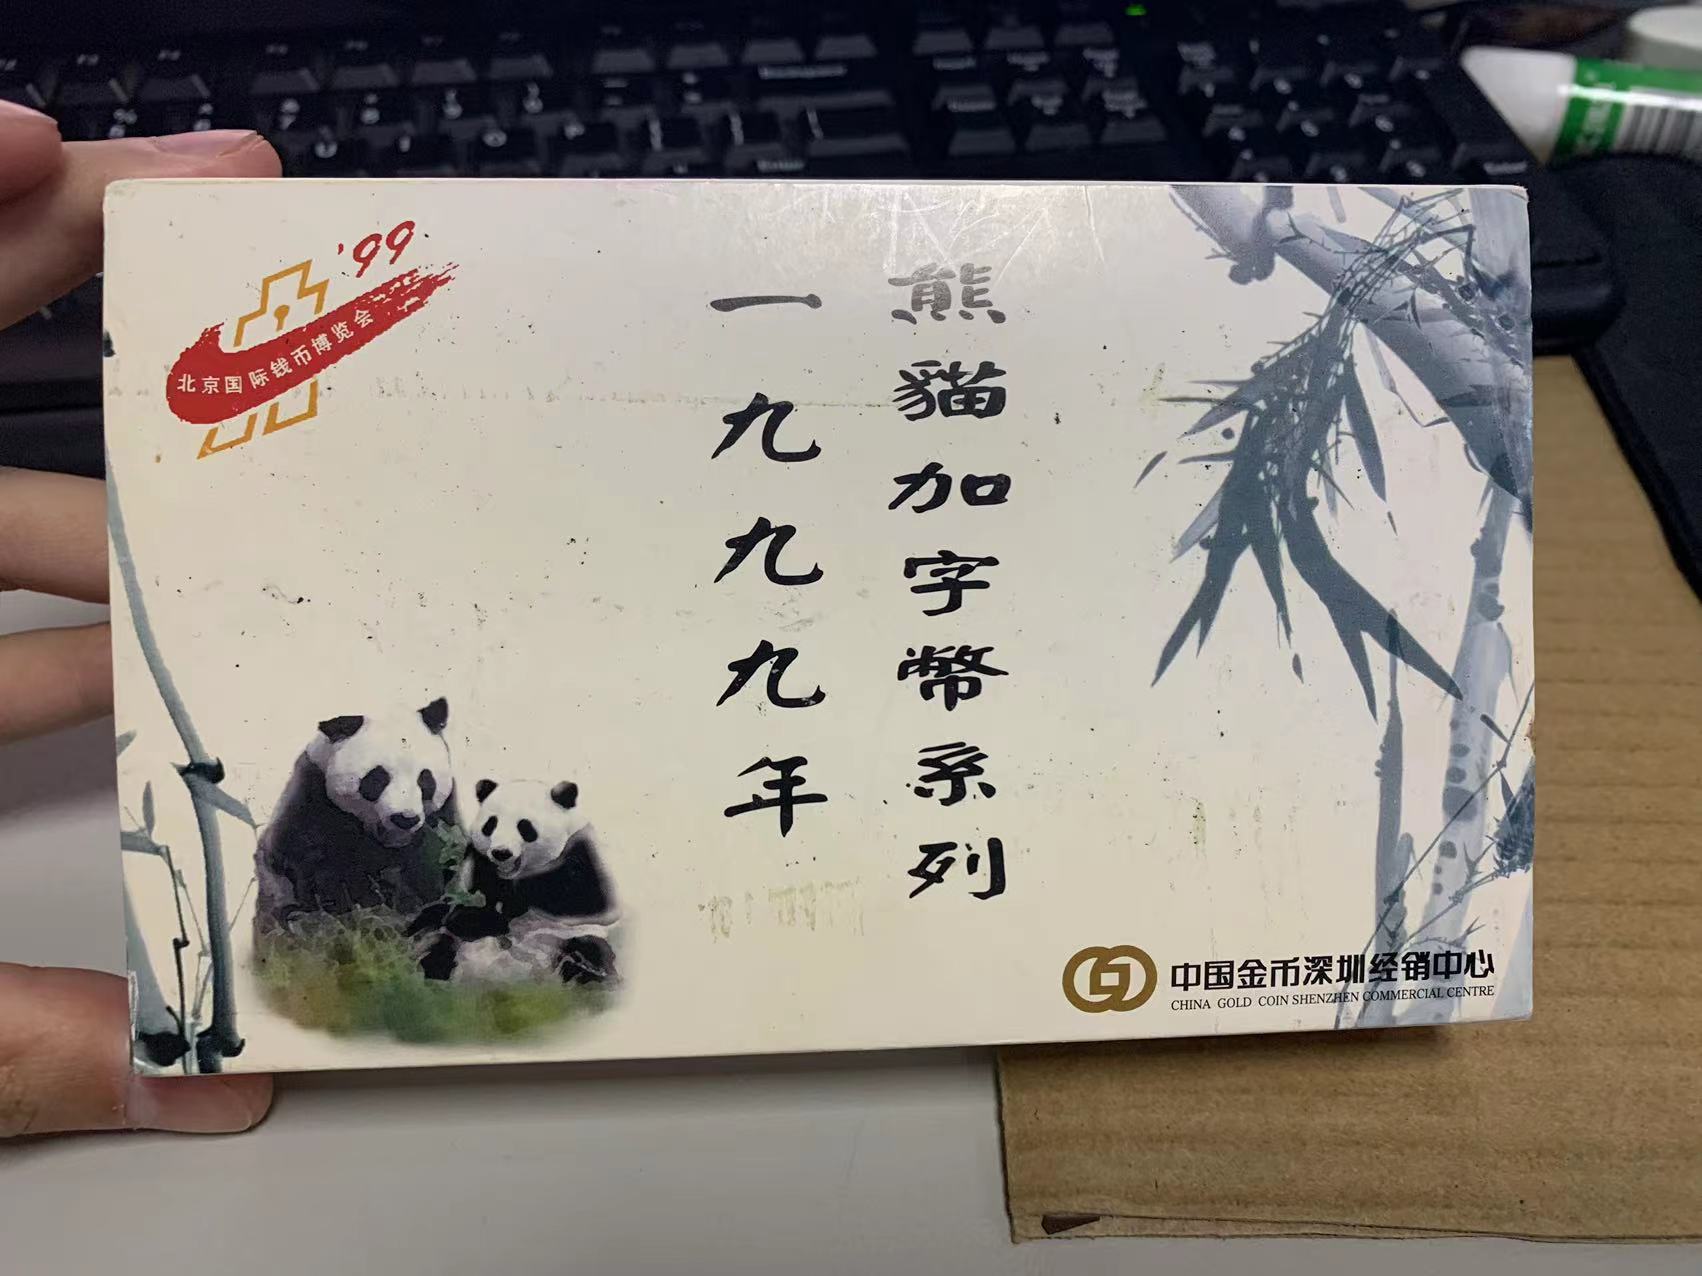 '99
北京国际钱币博览会
熊貓加字幣系列
一九九九年
中国金币深圳经销中心
CHINA GOLD COIN SHENZHEN COMMERCIAL CENTRE